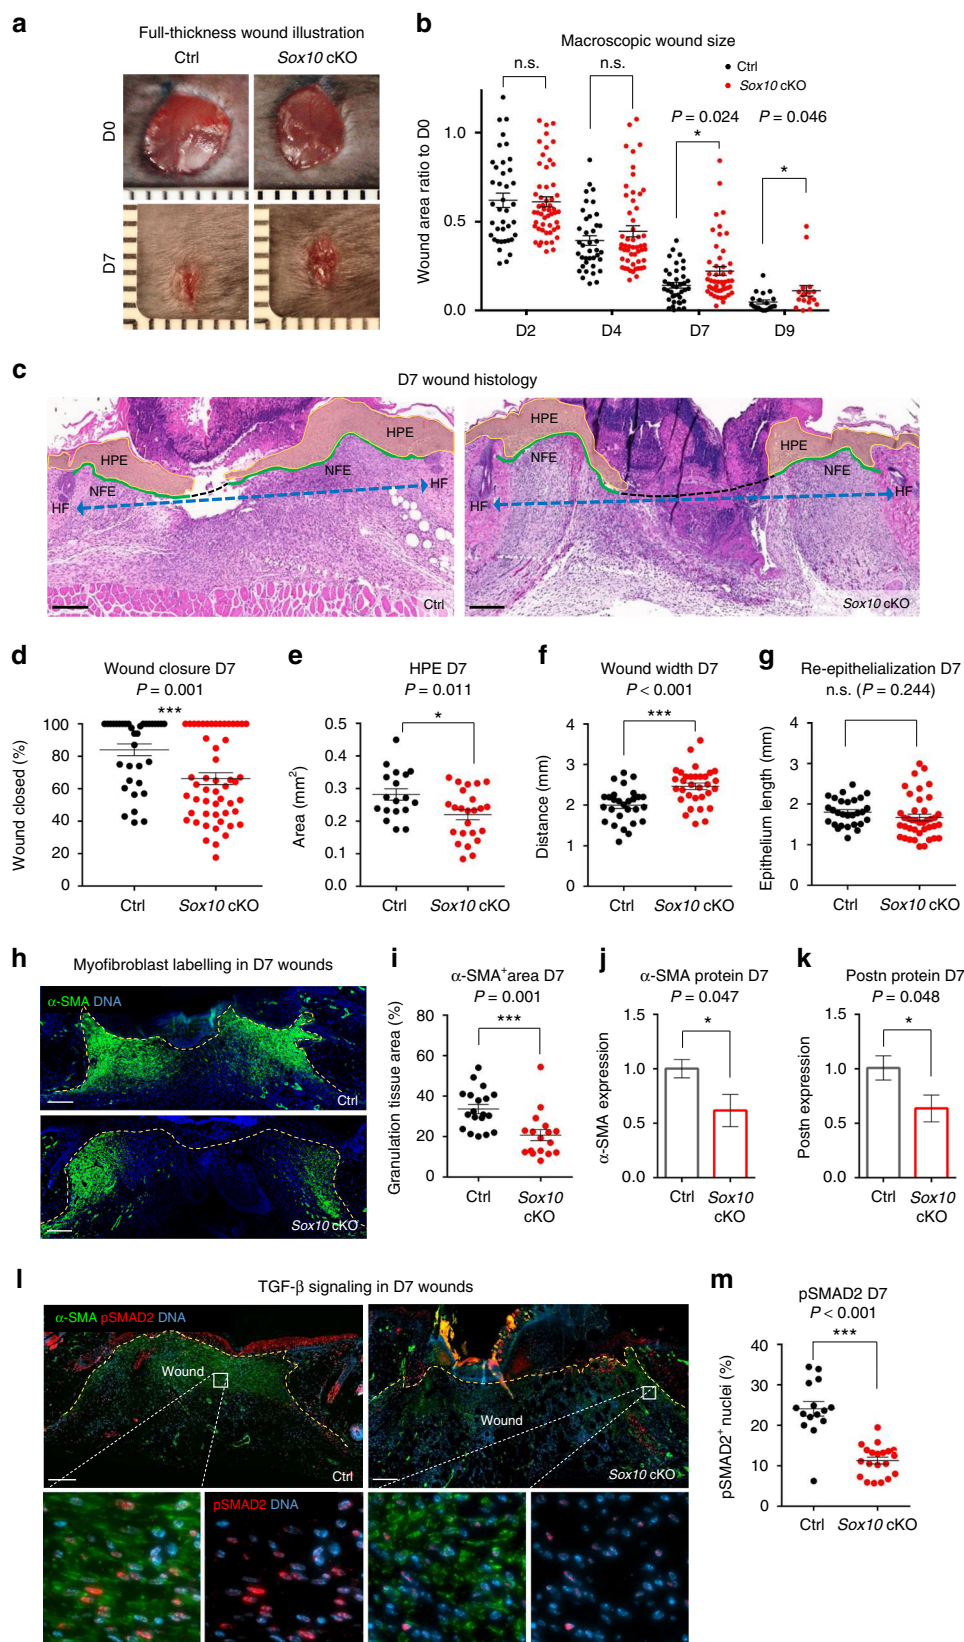 a
Full-thickness wound illustration
Ctrl
Sox10 cKO
D0
D7
b
Macroscopic wound size
n.s.
n.s.
Ctrl
Sox10 cKO
P = 0.024
P = 0.046
*
*
Wound area ratio to D0
1.0
0.5
0.0
D2
D4
D7
D9
c
D7 wound histology
HPE
HPE
NFE
NFE
HF
HF
Ctrl
HPE
HPE
NFE
NFE
HF
HF
Sox10 cKO
d
Wound closure D7
P = 0.001
***
Wound closed (%)
100
80
60
40
20
0
Ctrl
Sox10 cKO
e
HPE D7
P = 0.011
*
Area (mm²)
0.5
0.4
0.3
0.2
0.1
0.0
Ctrl
Sox10 cKO
f
Wound width D7
P < 0.001
***
Distance (mm)
4
3
2
1
0
Ctrl
Sox10 cKO
g
Re-epithelialization D7
n.s. (P = 0.244)
Epithelium length (mm)
4
3
2
1
0
Ctrl
Sox10 cKO
h
Myofibroblast labelling in D7 wounds
α-SMA DNA
Ctrl
Sox10 cKO
i
α-SMA⁺area D7
P = 0.001
***
Granulation tissue area (%)
80
60
40
20
0
Ctrl
Sox10
cKO
j
α-SMA protein D7
P = 0.047
*
α-SMA expression
1.5
1.0
0.5
0.0
Ctrl
Sox10
cKO
k
Postn protein D7
P = 0.048
*
Postn expression
1.5
1.0
0.5
0.0
Ctrl
Sox10
cKO
l
TGF-β signaling in D7 wounds
α-SMA pSMAD2 DNA
Wound
Ctrl
Wound
Sox10 cKO
pSMAD2 DNA
m
pSMAD2 D7
P < 0.001
***
pSMAD2⁺ nuclei (%)
40
30
20
10
0
Ctrl
Sox10 cKO